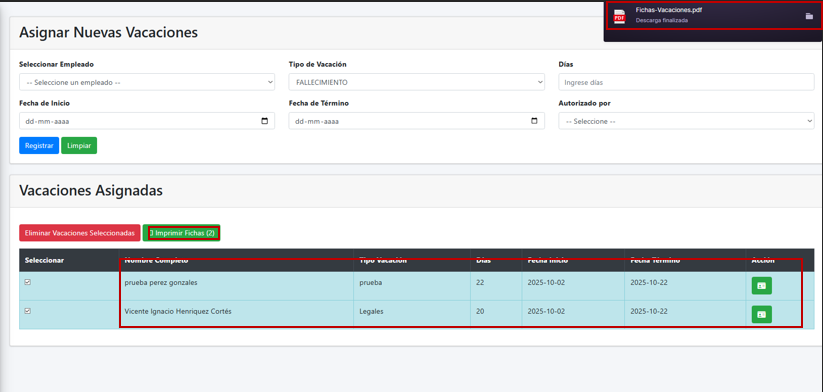 Fichas-Vacaciones.pdf
PDF
Descarga finalizada
Asignar Nuevas Vacaciones
Seleccionar Empleado Tipo de Vacación Días
-- Seleccione un empleado -- FALLECIMIENTO Ingrese días
Fecha de Inicio Fecha de Término Autorizado por
dd-mm-aaaa dd-mm-aaaa -- Seleccione --
Registrar Limpiar
Vacaciones Asignadas
Eliminar Vacaciones Seleccionadas Imprimir Fichas (2)
Seleccionar Nombre Completo Tipo Vacación Días Fecha Inicio Fecha Término Acción
prueba perez gonzales prueba 22 2025-10-02 2025-10-22
Vicente Ignacio Henriquez Cortés Legales 20 2025-10-02 2025-10-22